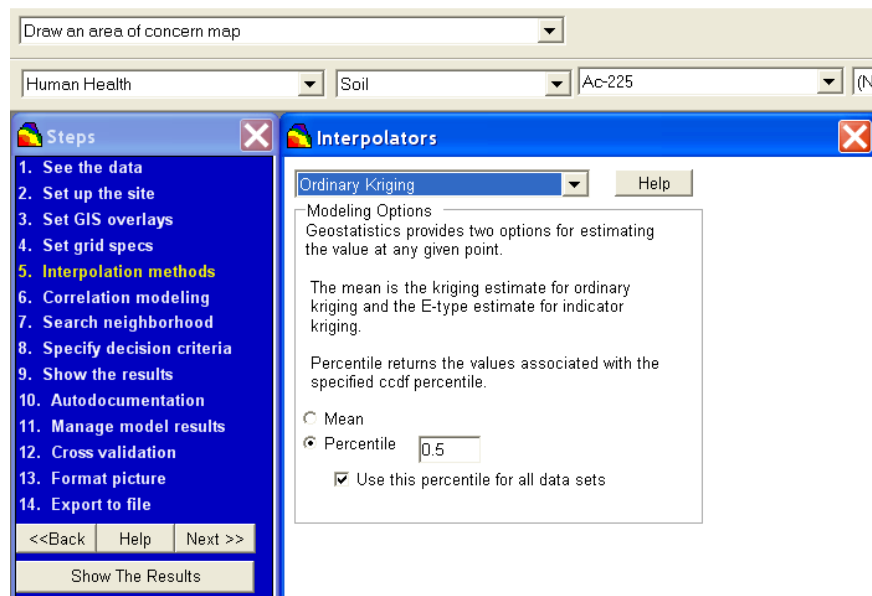 Draw an area of concern map
Human Health
Soil
Ac-225
(N
Steps
1. See the data
2. Set up the site
3. Set GIS overlays
4. Set grid specs
5. Interpolation methods
6. Correlation modeling
7. Search neighborhood
8. Specify decision criteria
9. Show the results
10. Autodocumentation
11. Manage model results
12. Cross validation
13. Format picture
14. Export to file
<<Back
Help
Next >>
Show The Results
Interpolators
Ordinary Kriging
Help
Modeling Options
Geostatistics provides two options for estimating
the value at any given point.
The mean is the kriging estimate for ordinary
kriging and the E-type estimate for indicator
kriging.
Percentile returns the values associated with the
specified ccdf percentile.
Mean
Percentile
0.5
Use this percentile for all data sets